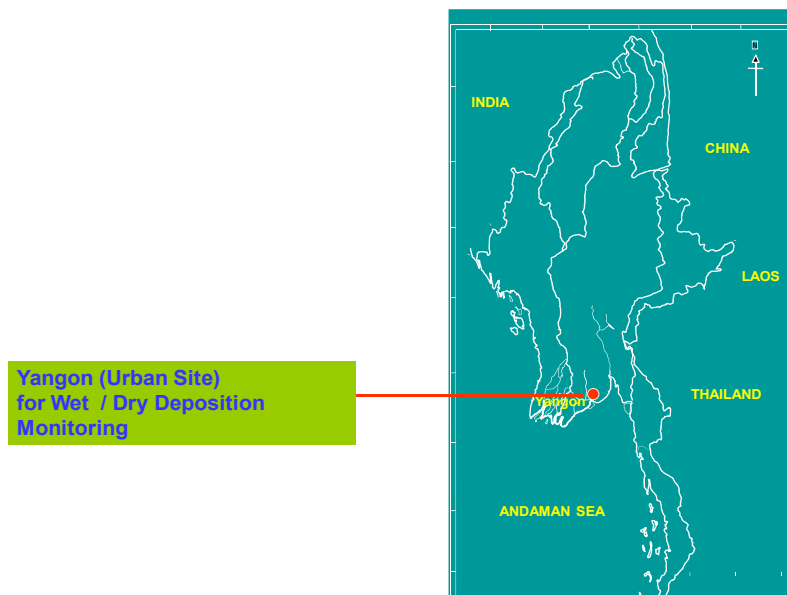 N
INDIA
CHINA
LAOS
Yangon (Urban Site)
for Wet / Dry Deposition
Monitoring
THAILAND
Yangon
ANDAMAN SEA